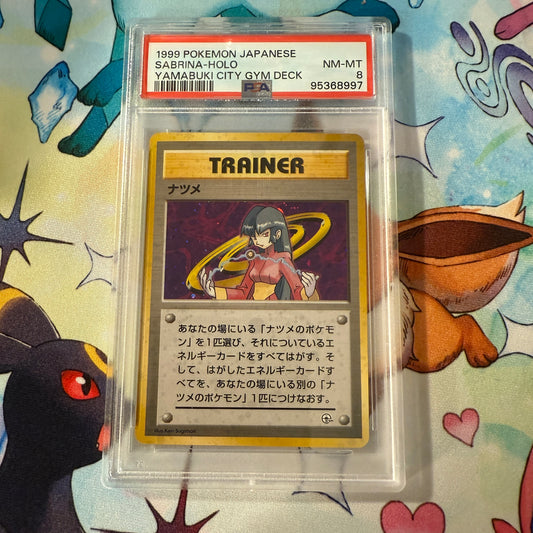 1999 POKEMON JAPANESE
SABRINA-HOLO NM-MT
YAMABUKI CITY GYM DECK 8
95368997
PSA
TRAINER
ナツメ
あなたの場にいる「ナツメのポケモ
ン」を1匹選び、それについている
エネルギーカードをすべてはがす。そ
して、はがしたエネルギーカードす
べてを、あなたの場にいる別の「ナ
ツメのポケモン」1匹につけなおす。
Illus. Ken Sugimori